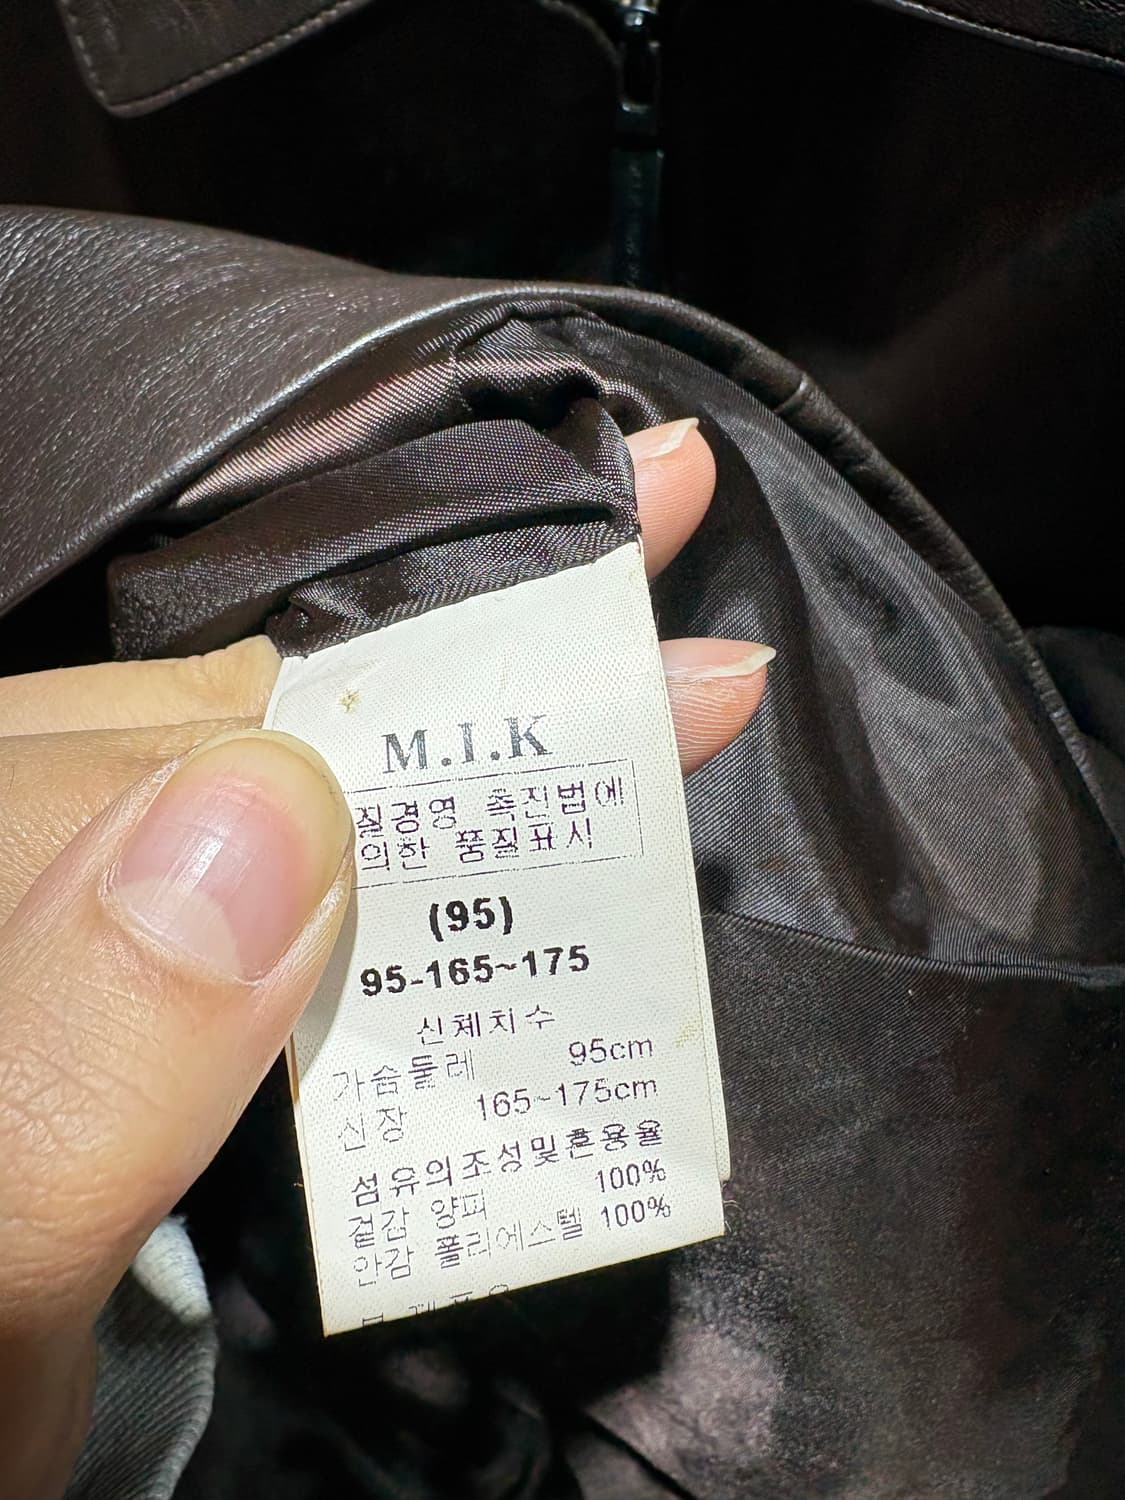 M.I.K
질경영 촉진법에
의한 품질표시
(95)
95-165~175
신체치수
가슴둘레 95cm
신장 165~175cm
섬유의조성및혼용율
겉감 양피 100%
안감 폴리에스텔 100%